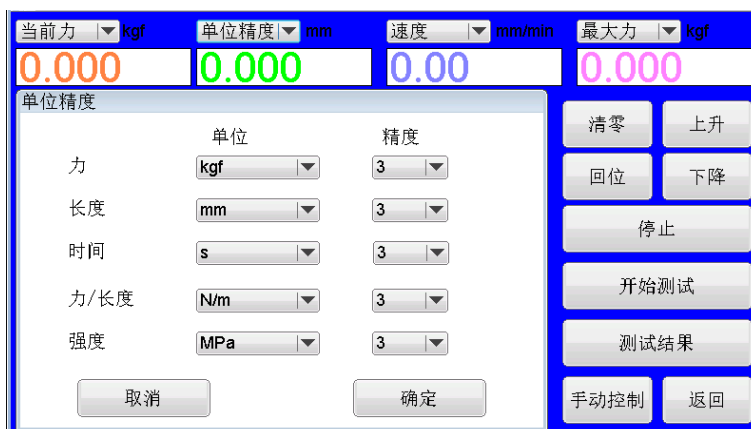 当前力 kgf 单位精度 mm 速度 mm/min 最大力 kgf
0.000 0.000 0.00 0.000
单位精度
单位 精度
力 kgf 3
长度 mm 3
时间 s 3
力/长度 N/m 3
强度 MPa 3
取消 确定
清零 上升
回位 下降
停止
开始测试
测试结果
手动控制 返回